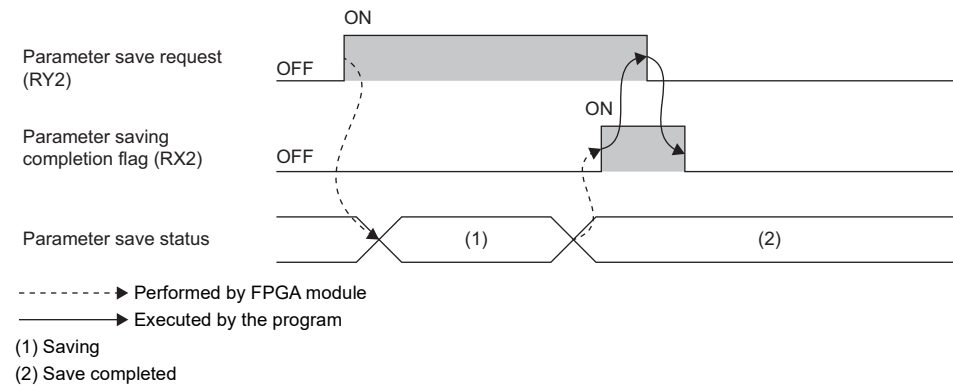 ON
Parameter save request
(RY2)
OFF
ON
Parameter saving
completion flag (RX2)
OFF
Parameter save status
(1)
(2)
Performed by FPGA module
Executed by the program
(1) Saving
(2) Save completed